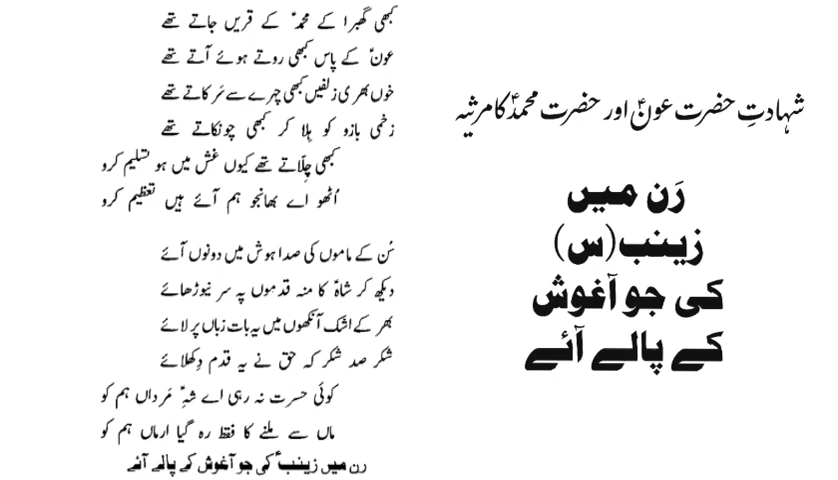 شہادتِ حضرت عونؑ اور حضرت محمدؑ کا مرثیہ
رَن میں
زینب(س)
کی جو آغوش
کے پالے آئے
کبھی گھبرا کے محمدؑ کے قریں جاتے تھے
عونؑ کے پاس کبھی روتے ہوئے آتے تھے
خوں بھری زلفیں کبھی چہرے سے سَرکاتے تھے
زخمی بازو کو ہِلا کر کبھی چونکاتے تھے
کبھی چِلّاتے تھے کیوں غش میں ہو تسلیم کرو
اُٹھو اے بھانجو ہم آئے ہیں تعظیم کرو
سُن کے ماموں کی صدا ہوش میں دونوں آئے
دیکھ کر شاہؑ کا منہ قدموں پہ سر نیوڑھائے
بھر کے اشک آنکھوں میں یہ بات زباں پر لائے
شکر صد شکر کہ حق نے یہ قدم دِکھلائے
کوئی حسرت نہ رہی اے شہِؑ مَرداں ہم کو
ماں سے ملنے کا فقط رہ گیا ارماں ہم کو
رن میں زینبؑ کی جو آغوش کے پالے آئے